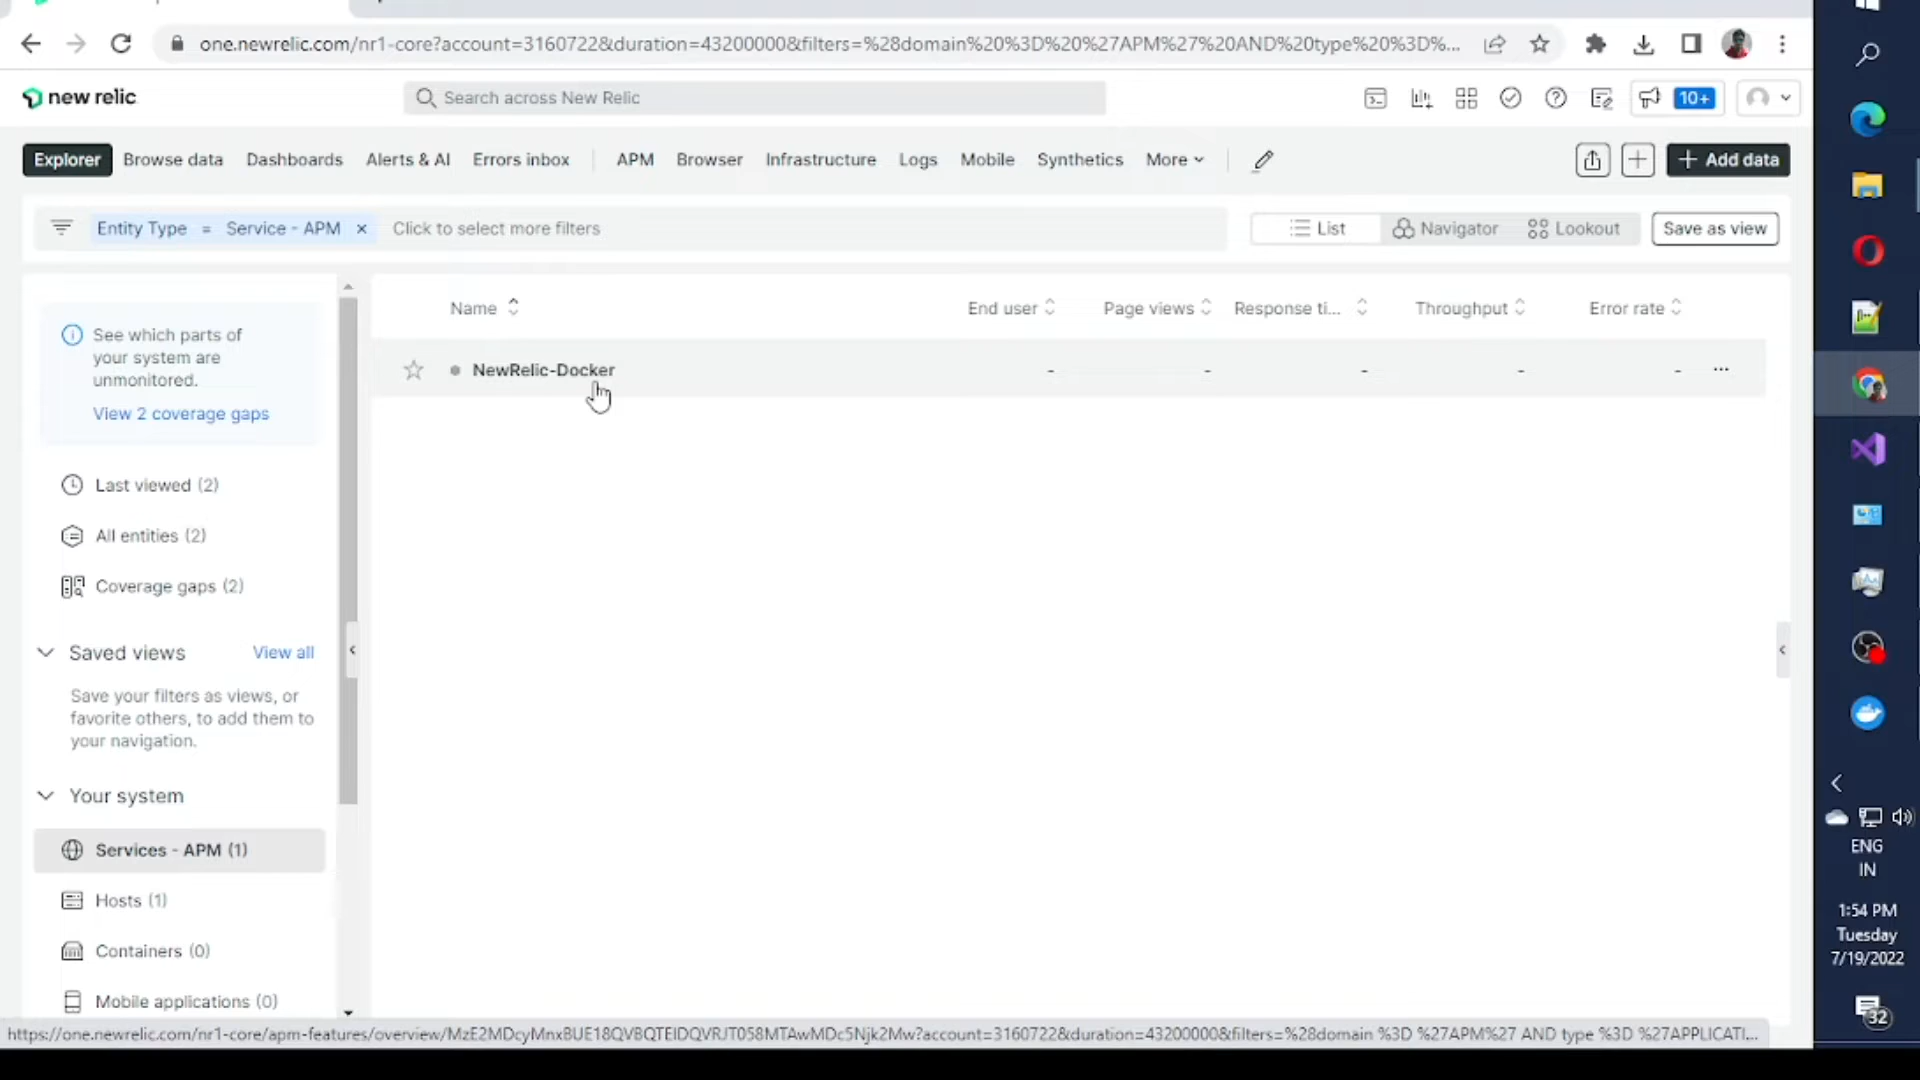 one.newrelic.com/nr1-core?account=3160722&duration=43200000&filters=%28domain%20%3D%20%27APM%27%20AND%20type%20%3D%...
new relic
Search across New Relic
10+
Explorer Browse data Dashboards Alerts & AI Errors inbox APM Browser Infrastructure Logs Mobile Synthetics More
Add data
Entity Type = Service - APM × Click to select more filters
List Navigator Lookout Save as view
See which parts of
your system are
unmonitored.
View 2 coverage gaps
Last viewed (2)
All entities (2)
Coverage gaps (2)
Saved views View all
Save your filters as views, or
favorite others, to add them to
your navigation.
Your system
Services - APM (1)
Hosts (1)
Containers (0)
Mobile applications (0)
Name End user Page views Response ti... Throughput Error rate
NewRelic-Docker - - - - - ...
ENG
IN
1:54 PM
Tuesday
7/19/2022
32